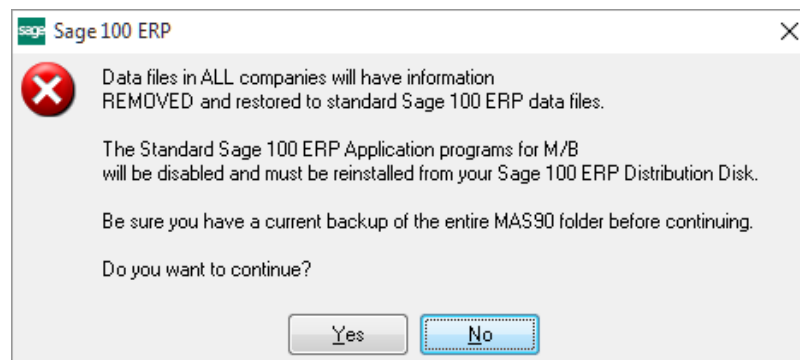 sage Sage 100 ERP
Data files in ALL companies will have information
REMOVED and restored to standard Sage 100 ERP data files.
The Standard Sage 100 ERP Application programs for M/B
will be disabled and must be reinstalled from your Sage 100 ERP Distribution Disk.
Be sure you have a current backup of the entire MAS90 folder before continuing.
Do you want to continue?
Yes No